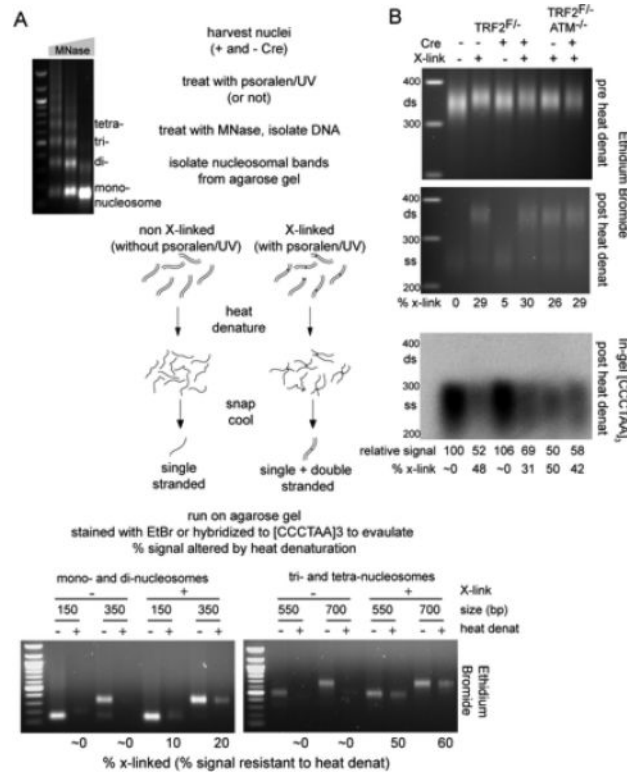 A
MNase
tetra-
tri-
di-
mono-
nucleosome
harvest nuclei
(+ and - Cre)
treat with psoralen/UV
(or not)
treat with MNase, isolate DNA
isolate nucleosomal bands
from agarose gel
non X-linked
(without psoralen/UV)
X-linked
(with psoralen/UV)
heat
denature
snap
cool
single
stranded
single + double
stranded
run on agarose gel
stained with EtBr or hybridized to [CCCTAA]3 to evaulate
% signal altered by heat denaturation
mono- and di-nucleosomes
tri- and tetra-nucleosomes
- + - + X-link
150 350 150 350 550 700 550 700 size (bp)
- + - + - + - + - + - + - + - + heat denat
Ethidium
Bromide
~0 ~0 10 20 ~0 ~0 50 60
% x-linked (% signal resistant to heat denat)
B
TRF2F/- TRF2F/-
ATM-/-
Cre - - + + - +
X-link - + - + + +
400
ds
300
pre
heat denat
400
ds
300
ss
200
post
heat denat
Ethidium Bromide
% x-link 0 29 5 30 26 29
400
ds
300
ss
200
post heat denat
In-gel [CCCTAA]3
relative signal 100 52 106 69 50 58
% x-link ~0 48 ~0 31 50 42